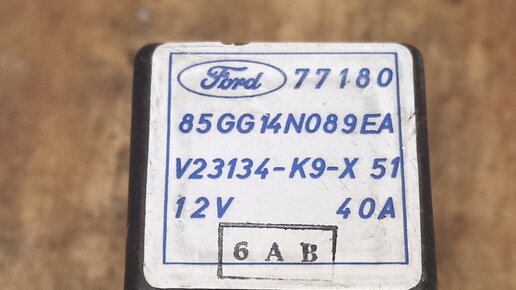 Ford 77180
85GG14N089EA
V23134-K9-X 51
12V 40A
6AB